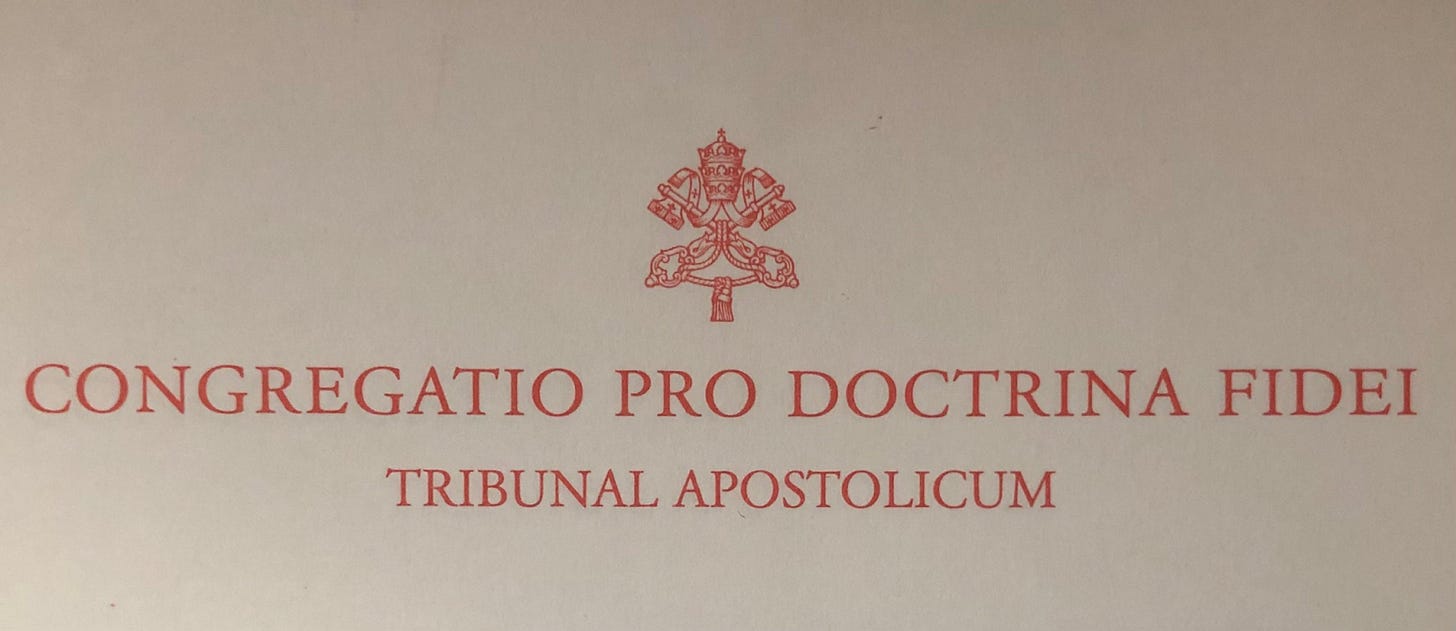 CONGREGATIO PRO DOCTRINA FIDEI
TRIBUNAL APOSTOLICUM